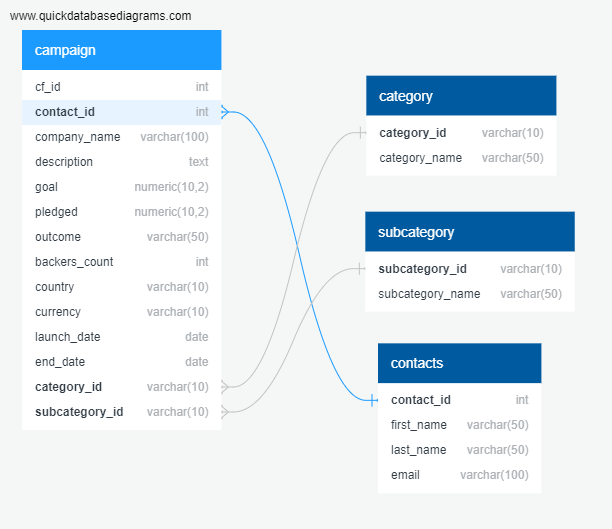 www.quickdatabasediagrams.com
campaign
cf_id int
contact_id int
company_name varchar(100)
description text
goal numeric(10,2)
pledged numeric(10,2)
outcome varchar(50)
backers_count int
country varchar(10)
currency varchar(10)
launch_date date
end_date date
category_id varchar(10)
subcategory_id varchar(10)
category
category_id varchar(10)
category_name varchar(50)
subcategory
subcategory_id varchar(10)
subcategory_name varchar(50)
contacts
contact_id int
first_name varchar(50)
last_name varchar(50)
email varchar(100)